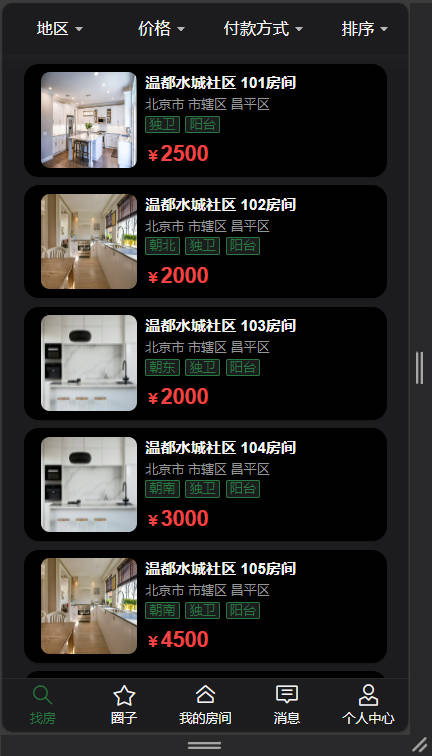 地区 价格 付款方式 排序
温都水城社区 101房间
北京市 市辖区 昌平区
独卫 阳台
￥2500
温都水城社区 102房间
北京市 市辖区 昌平区
朝北 独卫 阳台
￥2000
温都水城社区 103房间
北京市 市辖区 昌平区
朝东 独卫 阳台
￥2000
温都水城社区 104房间
北京市 市辖区 昌平区
朝南 独卫 阳台
￥3000
温都水城社区 105房间
北京市 市辖区 昌平区
朝南 独卫 阳台
￥4500
找房 圈子 我的房间 消息 个人中心